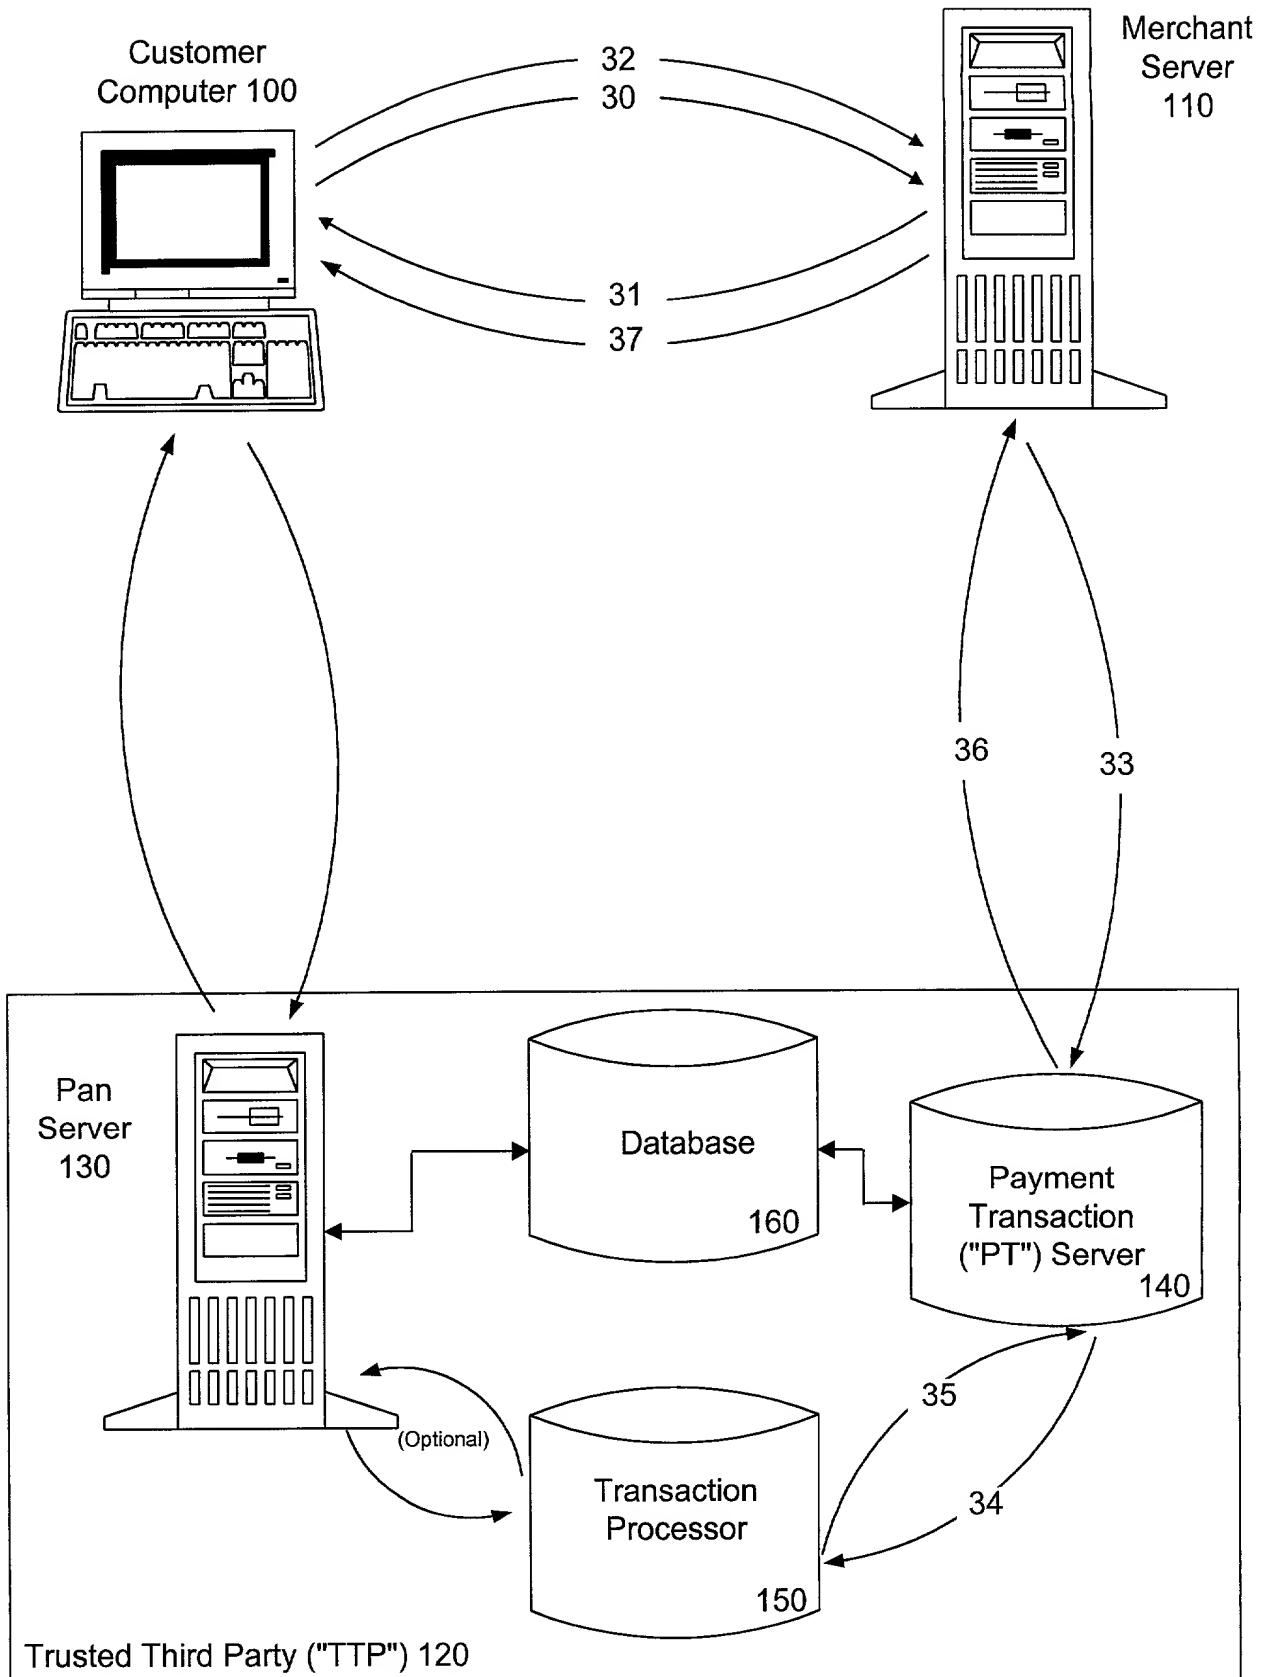 Customer
Computer 100
32
30
Merchant
Server
110
31
37
36
33
Pan
Server
130
Database
160
Payment
Transaction
("PT") Server
140
(Optional)
35
34
Transaction
Processor
150
Trusted Third Party ("TTP") 120